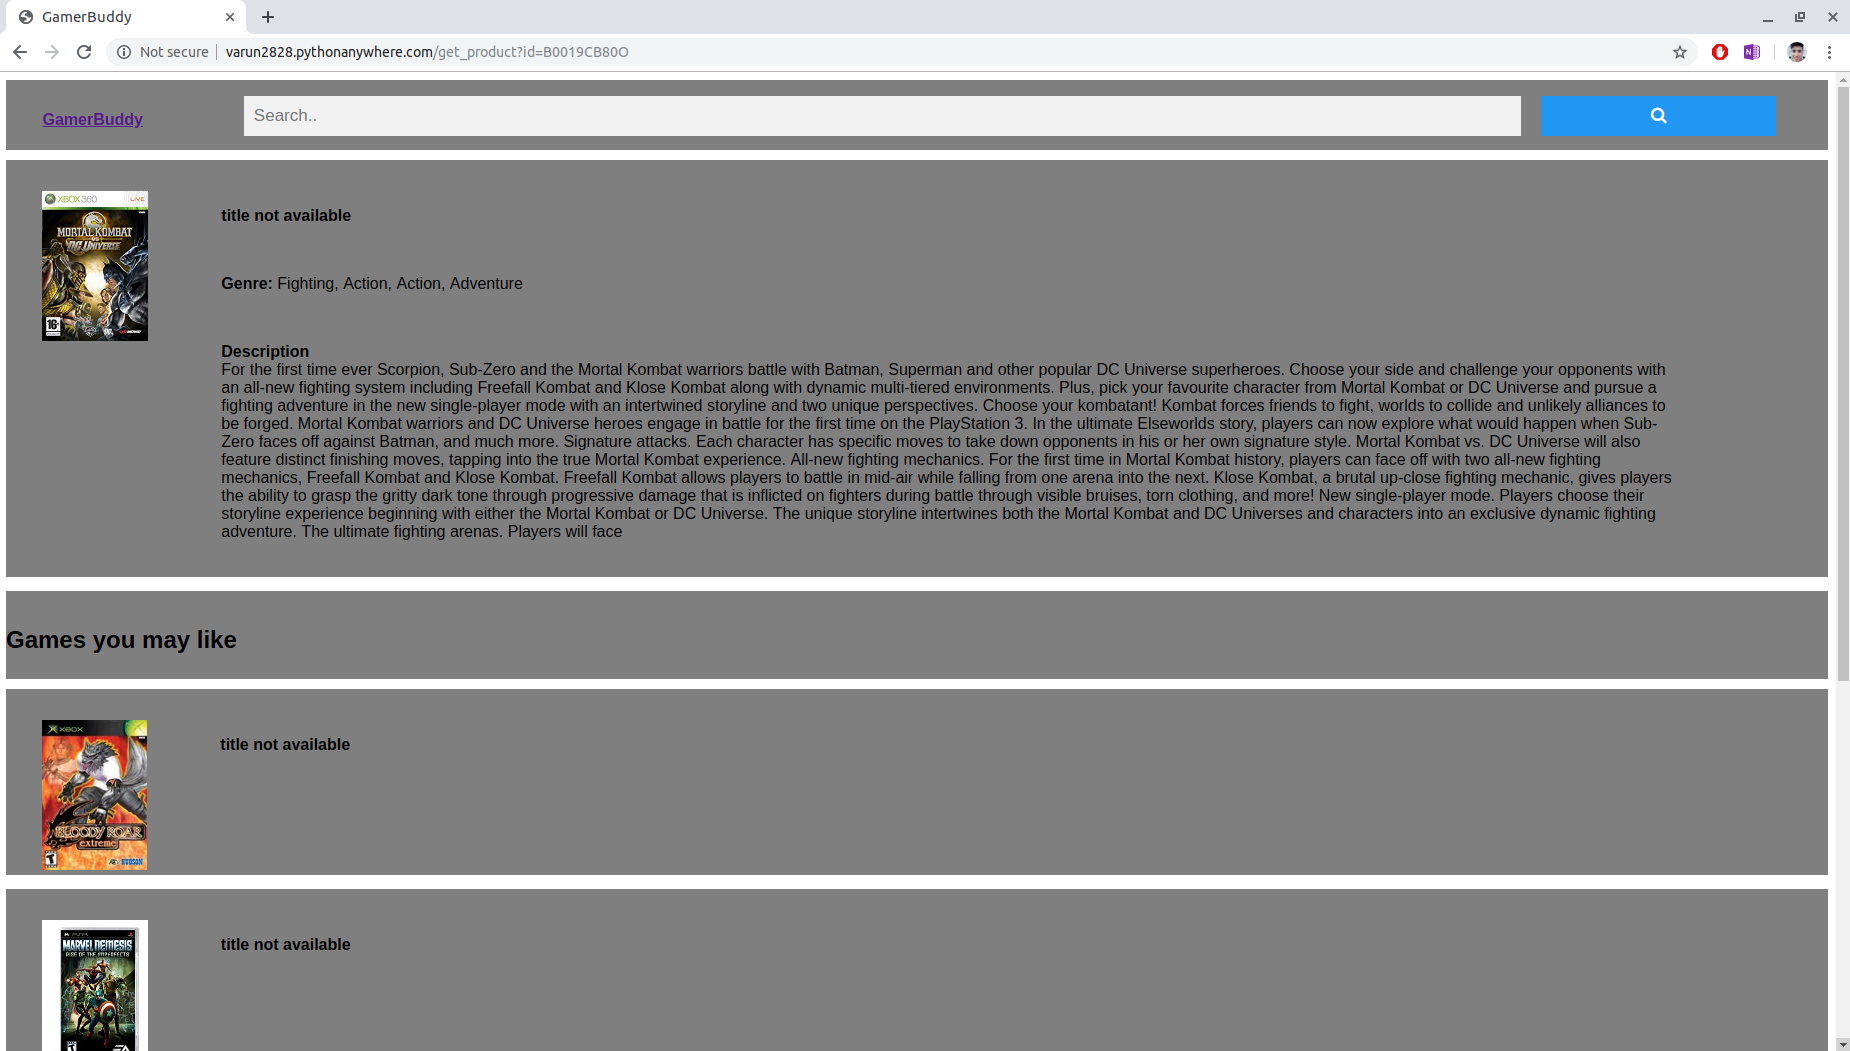 GamerBuddy
Not secure
varun2828.pythonanywhere.com/get_product?id=B0019CB80O
GamerBuddy
Search..
XBOX 360 LIVE
MORTAL KOMBAT
VS
DC UNIVERSE
16
title not available
Genre: Fighting, Action, Action, Adventure
Description
For the first time ever Scorpion, Sub-Zero and the Mortal Kombat warriors battle with Batman, Superman and other popular DC Universe superheroes. Choose your side and challenge your opponents with
an all-new fighting system including Freefall Kombat and Klose Kombat along with dynamic multi-tiered environments. Plus, pick your favourite character from Mortal Kombat or DC Universe and pursue a
fighting adventure in the new single-player mode with an intertwined storyline and two unique perspectives. Choose your kombatant! Kombat forces friends to fight, worlds to collide and unlikely alliances to
be forged. Mortal Kombat warriors and DC Universe heroes engage in battle for the first time on the PlayStation 3. In the ultimate Elseworlds story, players can now explore what would happen when Sub-
Zero faces off against Batman, and much more. Signature attacks. Each character has specific moves to take down opponents in his or her own signature style. Mortal Kombat vs. DC Universe will also
feature distinct finishing moves, tapping into the true Mortal Kombat experience. All-new fighting mechanics. For the first time in Mortal Kombat history, players can face off with two all-new fighting
mechanics, Freefall Kombat and Klose Kombat. Freefall Kombat allows players to battle in mid-air while falling from one arena into the next. Klose Kombat, a brutal up-close fighting mechanic, gives players
the ability to grasp the gritty dark tone through progressive damage that is inflicted on fighters during battle through visible bruises, torn clothing, and more! New single-player mode. Players choose their
storyline experience beginning with either the Mortal Kombat or DC Universe. The unique storyline intertwines both the Mortal Kombat and DC Universes and characters into an exclusive dynamic fighting
adventure. The ultimate fighting arenas. Players will face
Games you may like
XBOX
BLOODY ROAR
extreme
T
HUDSON
title not available
PSP
MARVEL NEMESIS
RISE OF THE IMPERFECTS
T
EA
title not available